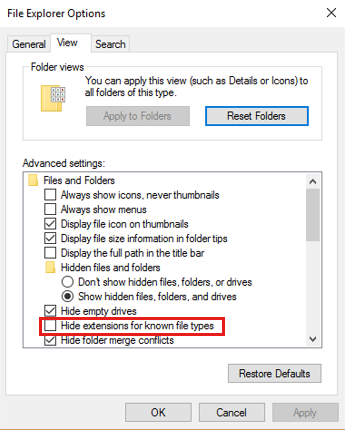 File Explorer Options
General
View
Search
Folder views
You can apply this view (such as Details or Icons) to
all folders of this type.
Apply to Folders
Reset Folders
Advanced settings:
Files and Folders
Always show icons, never thumbnails
Always show menus
Display file icon on thumbnails
Display file size information in folder tips
Display the full path in the title bar
Hidden files and folders
Don't show hidden files, folders, or drives
Show hidden files, folders, and drives
Hide empty drives
Hide extensions for known file types
Hide folder merge conflicts
Restore Defaults
OK
Cancel
Apply